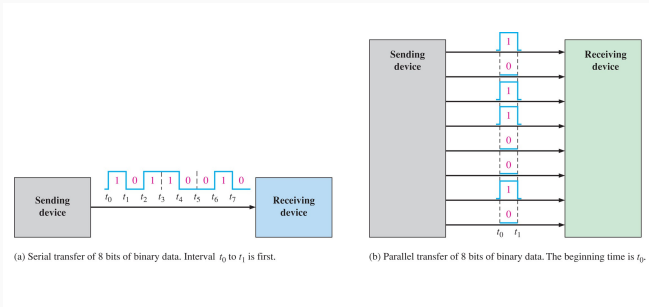 Sending
device
1 0 1 1 0 0 1 0
t0 t1 t2 t3 t4 t5 t6 t7
Receiving
device
(a) Serial transfer of 8 bits of binary data. Interval t0 to t1 is first.
Sending
device
1
0
1
1
0
0
1
0
t0 t1
Receiving
device
(b) Parallel transfer of 8 bits of binary data. The beginning time is t0.